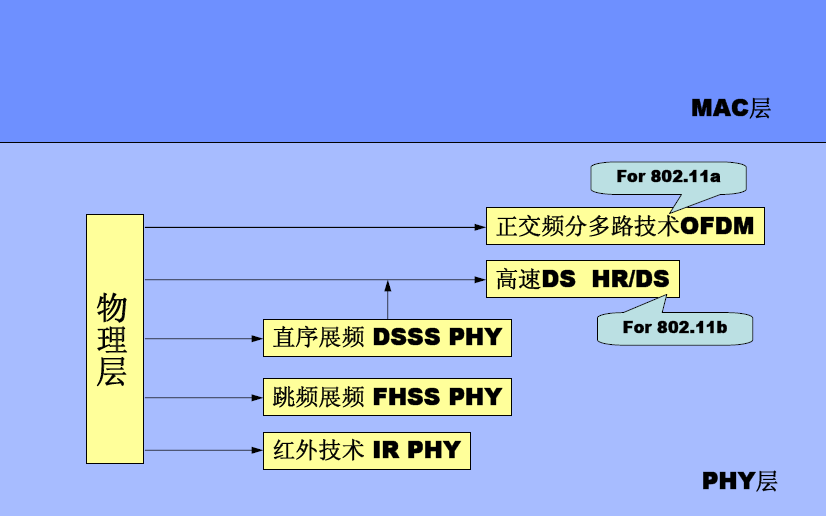 MAC层
For 802.11a
正交频分多路技术OFDM
高速DS HR/DS
For 802.11b
物理层
直序展频 DSSS PHY
跳频展频 FHSS PHY
红外技术 IR PHY
PHY层